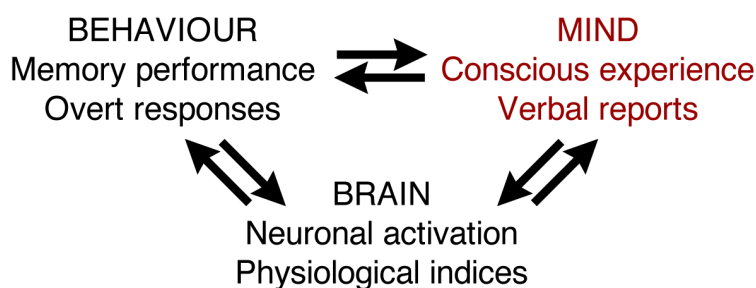 BEHAVIOUR
Memory performance
Overt responses
MIND
Conscious experience
Verbal reports
BRAIN
Neuronal activation
Physiological indices